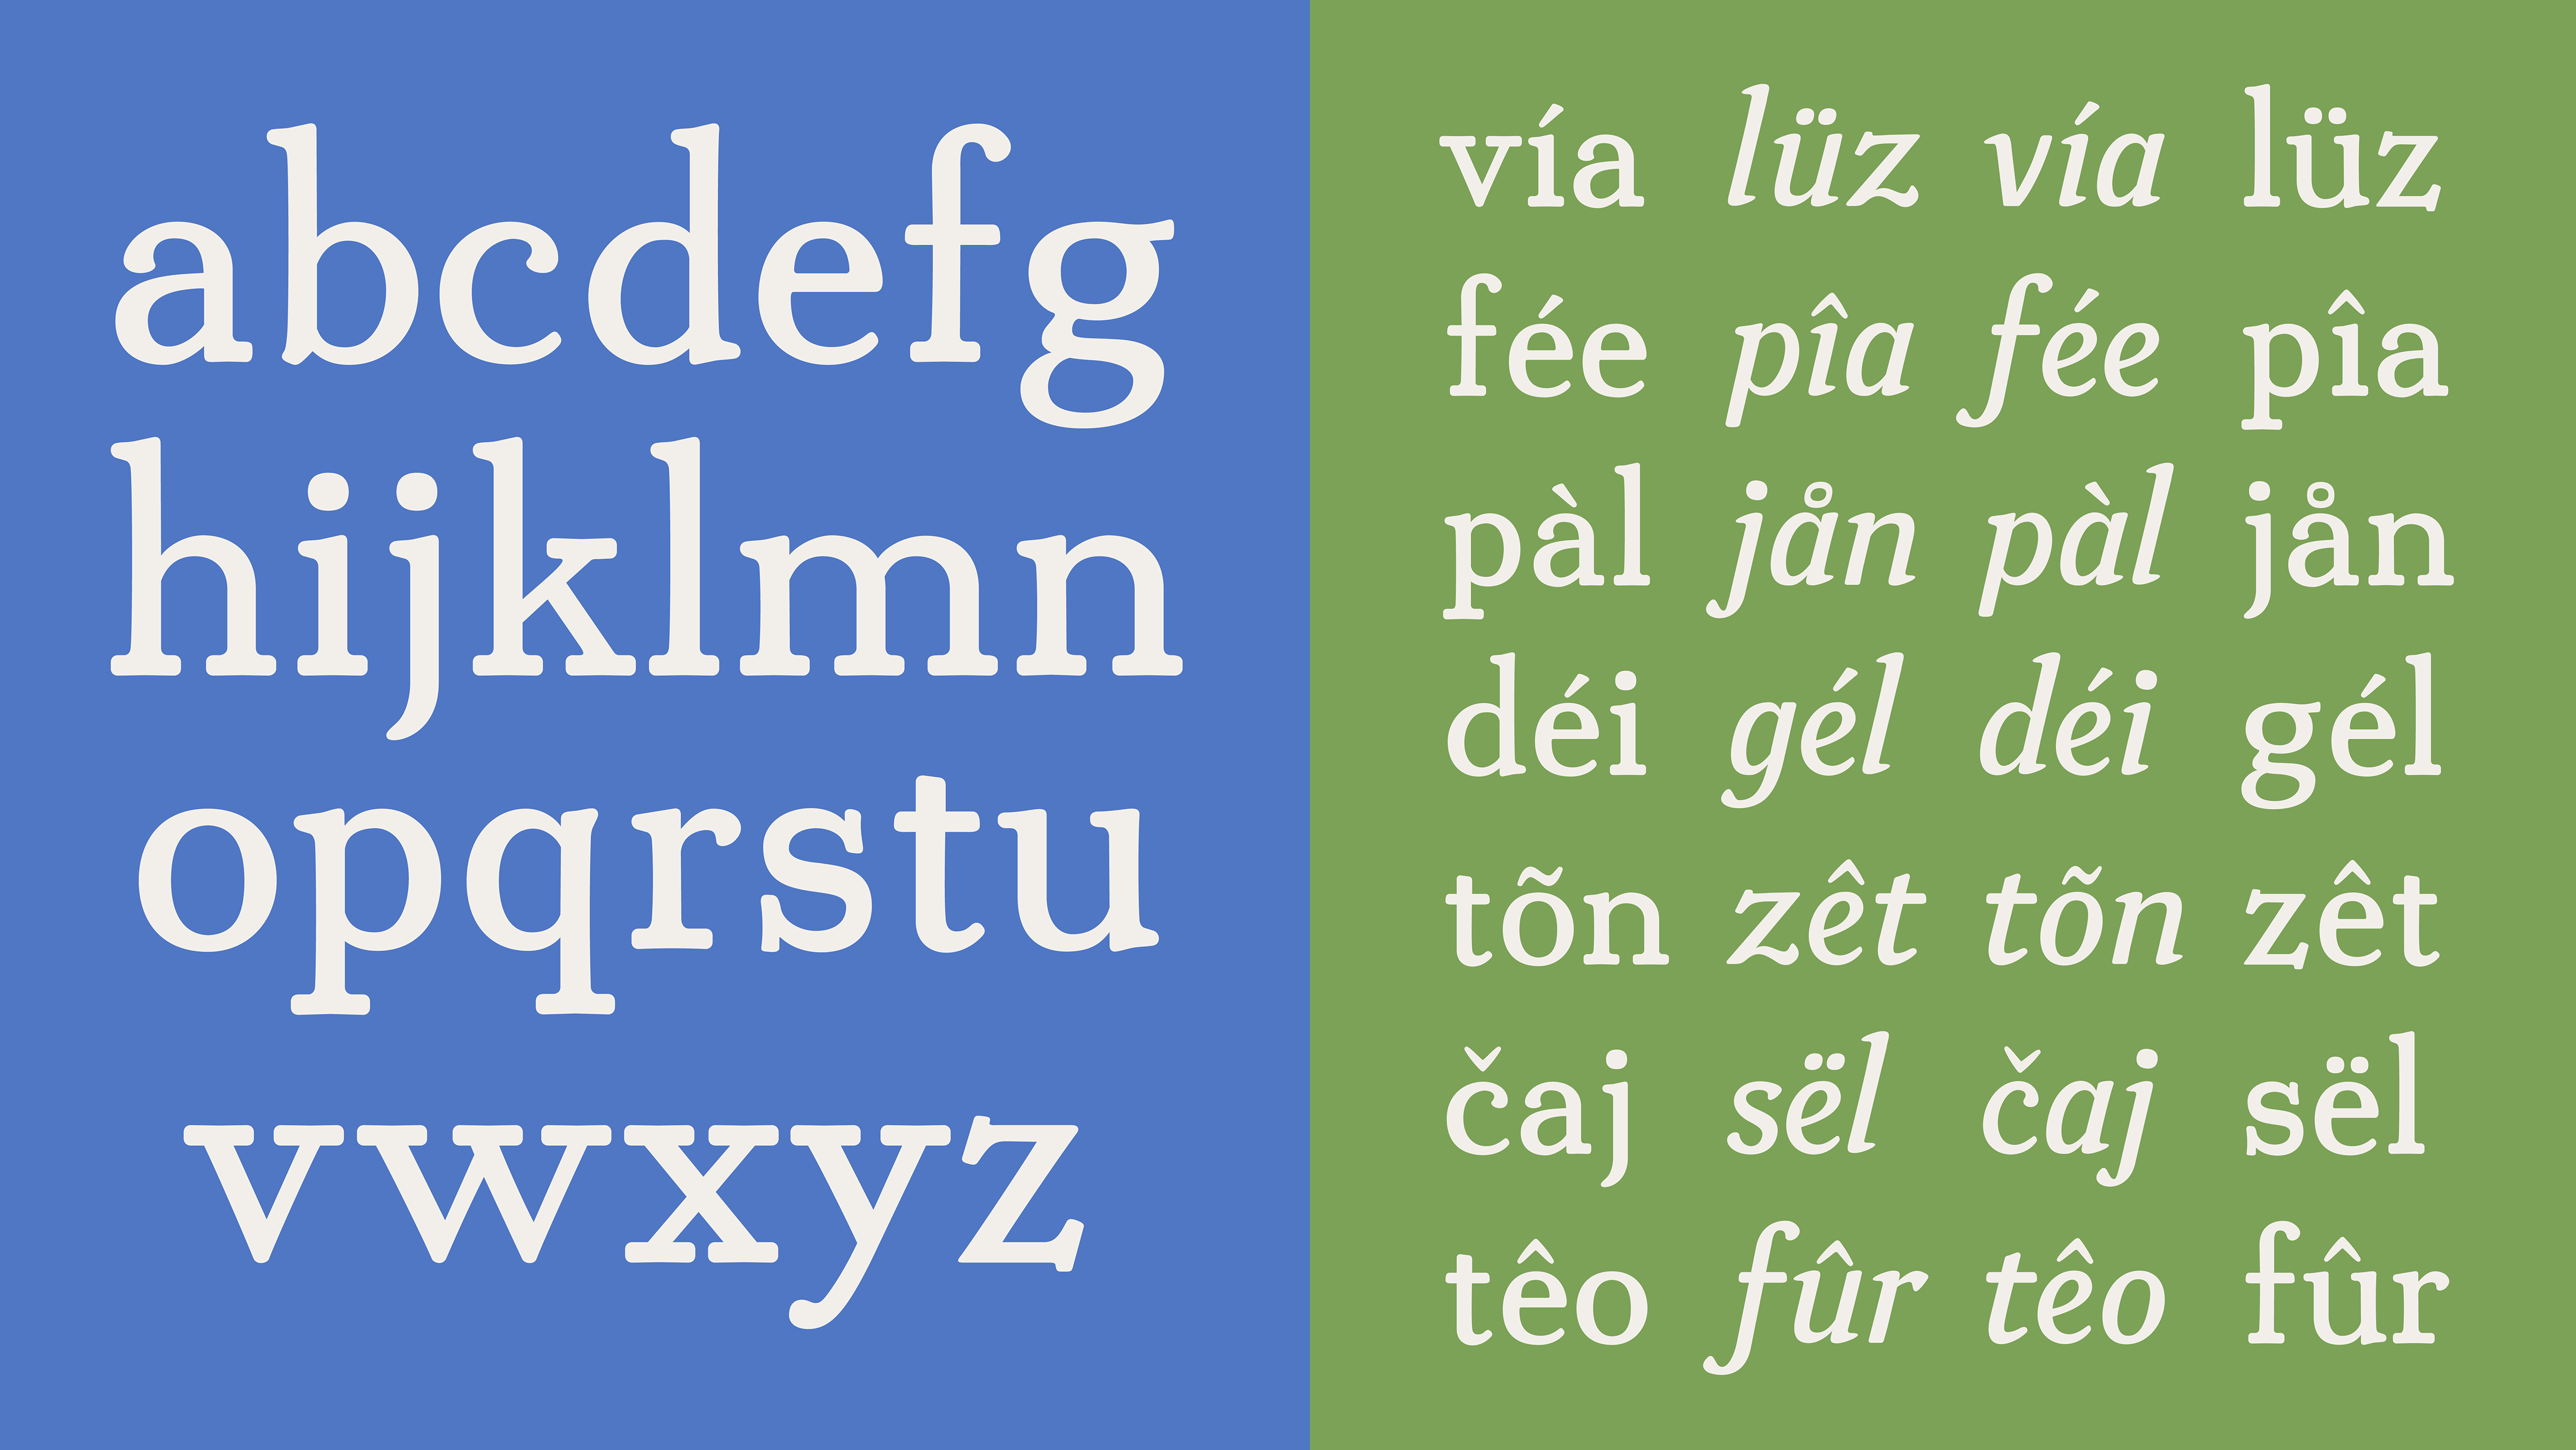 abcdefg
hijklmn
opqrstu
vwxyz
vía lüz vía lüz
fée pîa fée pîa
pàl jån pàl jån
déi gél déi gél
tõn zêt tõn zêt
čaj sël čaj sël
têo fûr têo fûr